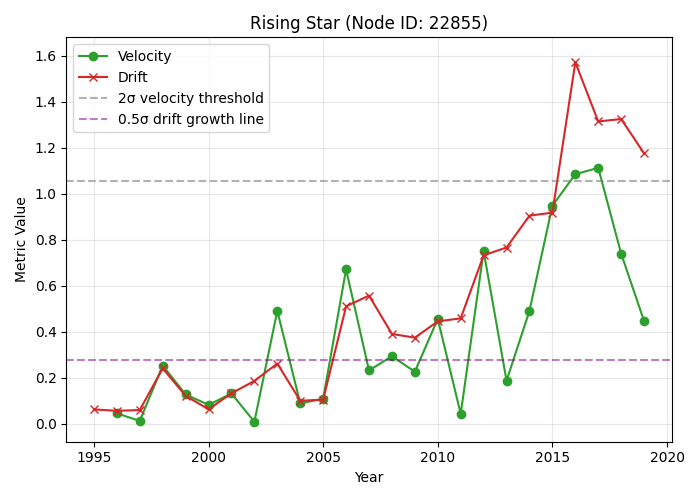 Rising Star (Node ID: 22855)
Velocity
Drift
2σ velocity threshold
0.5σ drift growth line
Metric Value
1.6
1.4
1.2
1.0
0.8
0.6
0.4
0.2
0.0
1995 2000 2005 2010 2015 2020
Year